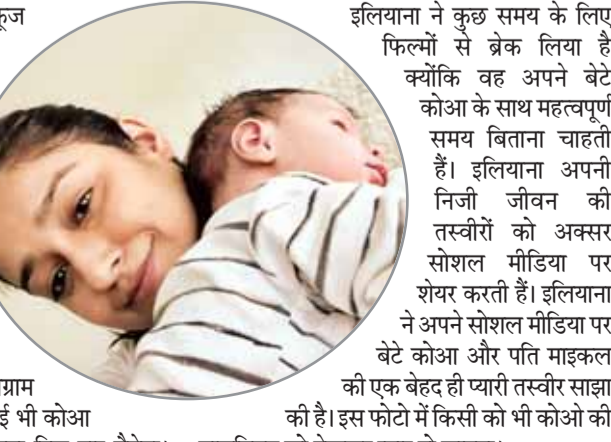 इलियाना ने कुछ समय के लिए
फिल्मों से ब्रेक लिया है
क्योंकि वह अपने बेटे
कोआ के साथ महत्वपूर्ण
समय बिताना चाहती
हैं। इलियाना अपनी
निजी जीवन की
तस्वीरों को अक्सर
सोशल मीडिया पर
शेयर करती हैं। इलियाना
ने अपने सोशल मीडिया पर
बेटे कोआ और पति माइकल
की एक बेहद ही प्यारी तस्वीर साझा
ई भी कोआ
की है। इस फोटो में किसी को भी कोओ की